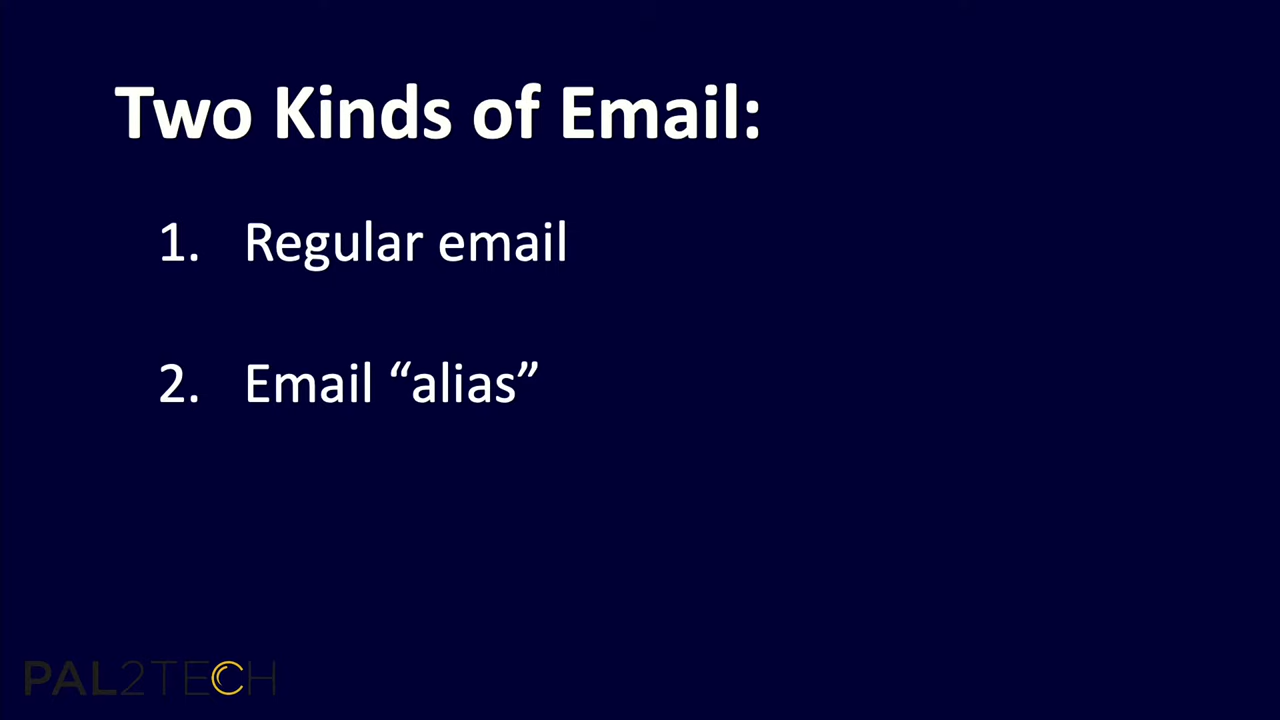 Two Kinds of Email:
1. Regular email
2. Email “alias”
PAL2TECH